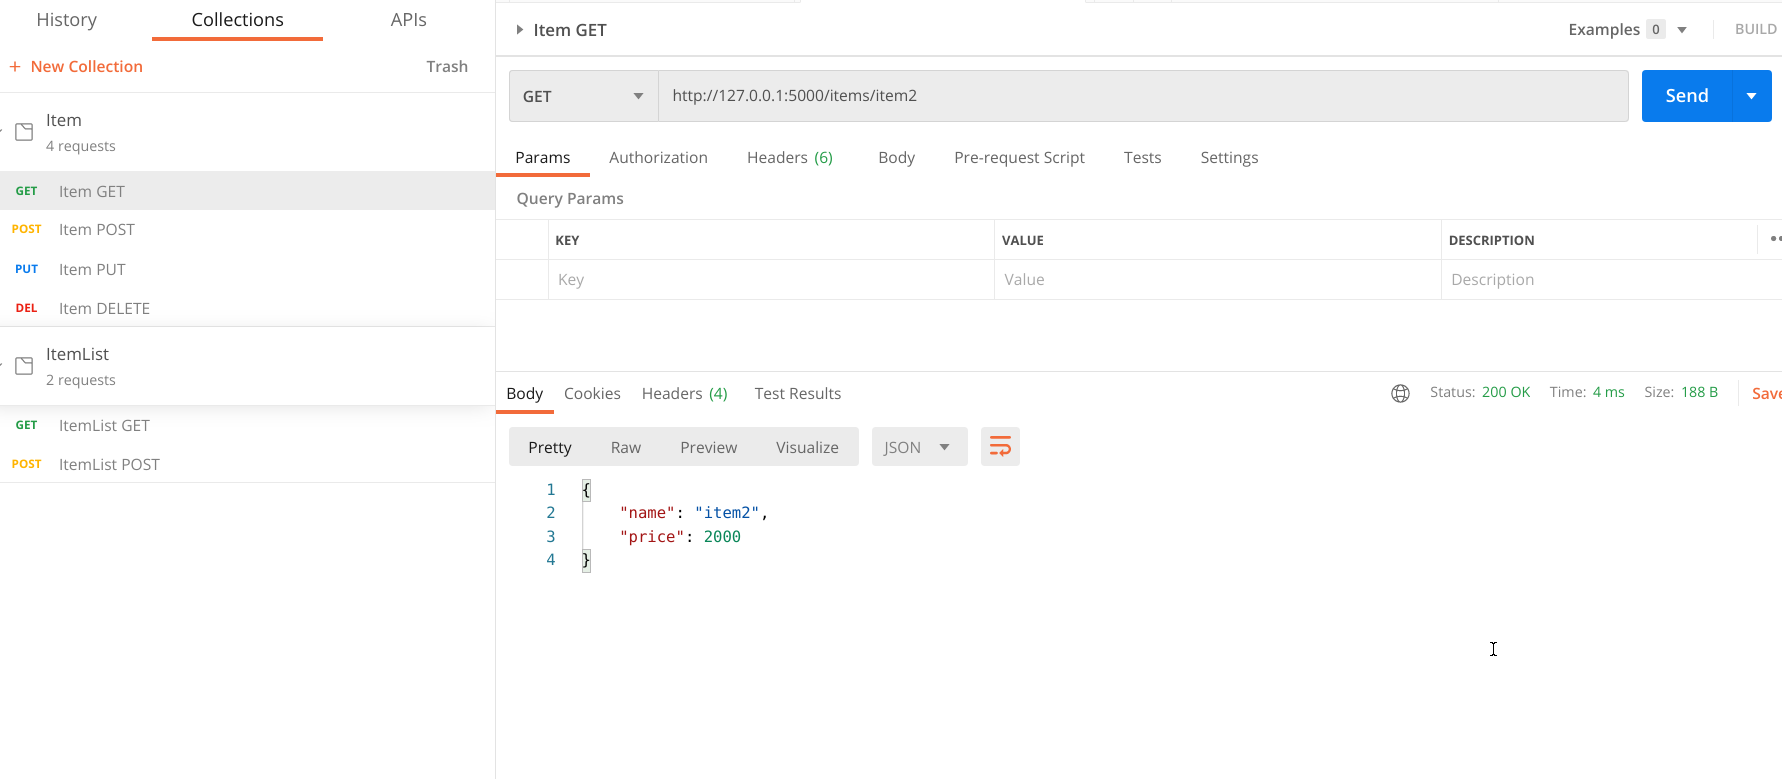 History Collections APIs
+ New Collection Trash
Item
4 requests
GET Item GET
POST Item POST
PUT Item PUT
DEL Item DELETE
ItemList
2 requests
GET ItemList GET
POST ItemList POST
Item GET Examples 0 BUILD
GET http://127.0.0.1:5000/items/item2 Send
Params Authorization Headers (6) Body Pre-request Script Tests Settings
Query Params
KEY VALUE DESCRIPTION
Key Value Description
Body Cookies Headers (4) Test Results Status: 200 OK Time: 4 ms Size: 188 B Save
Pretty Raw Preview Visualize JSON
1 {
2 "name": "item2",
3 "price": 2000
4 }